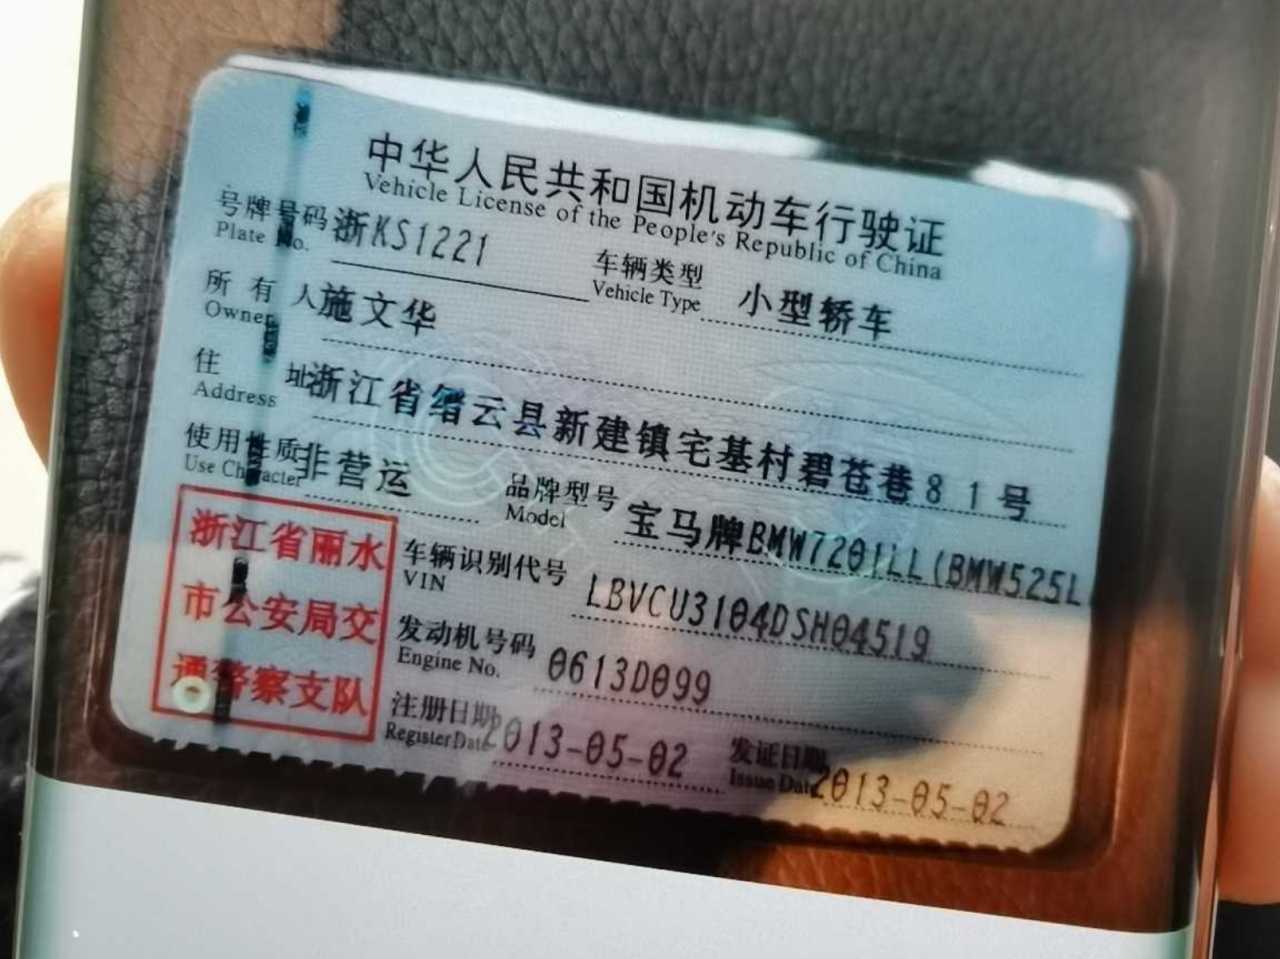 中华人民共和国机动车行驶证
Vehicle License of the People's Republic of China
号牌号码 浙KS1221
Plate No.
车辆类型 小型轿车
Vehicle Type
所有人 施文华
Owner
住址 浙江省缙云县新建镇宅基村碧苍巷81号
Address
使用性质 非营运
Use Character
品牌型号 宝马牌BMW7201LL(BMW525L
Model
浙江省丽水
市公安局交
通警察支队
车辆识别代号 LBVCU3104DSH04519
VIN
发动机号码 0613D099
Engine No.
注册日期 2013-05-02
Register Date
发证日期 2013-05-02
Issue Date